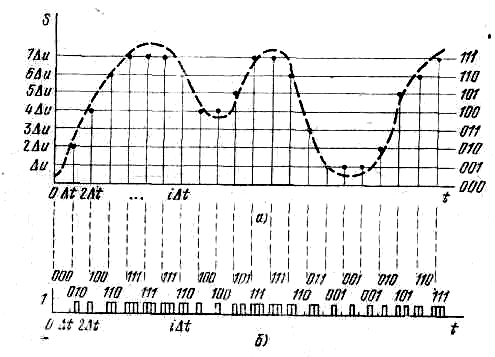 S
7Δu 111
6Δu 110
5Δu 101
4Δu 100
3Δu 011
2Δu 010
Δu 001
000
0 Δt 2Δt ... iΔt t
а)
000 100 111 111 100 101 111 011 001 010 110
1 010 110 111 110 100 111 110 001 001 101 111
0 Δt 2Δt iΔt б) t